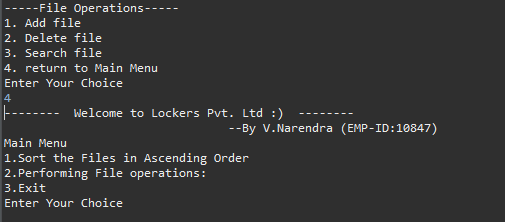 -----File Operations-----
1. Add file
2. Delete file
3. Search file
4. return to Main Menu
Enter Your Choice
4
--------  Welcome to Lockers Pvt. Ltd :)  --------
--By V.Narendra (EMP-ID:10847)
Main Menu
1.Sort the Files in Ascending Order
2.Performing File operations:
3.Exit
Enter Your Choice